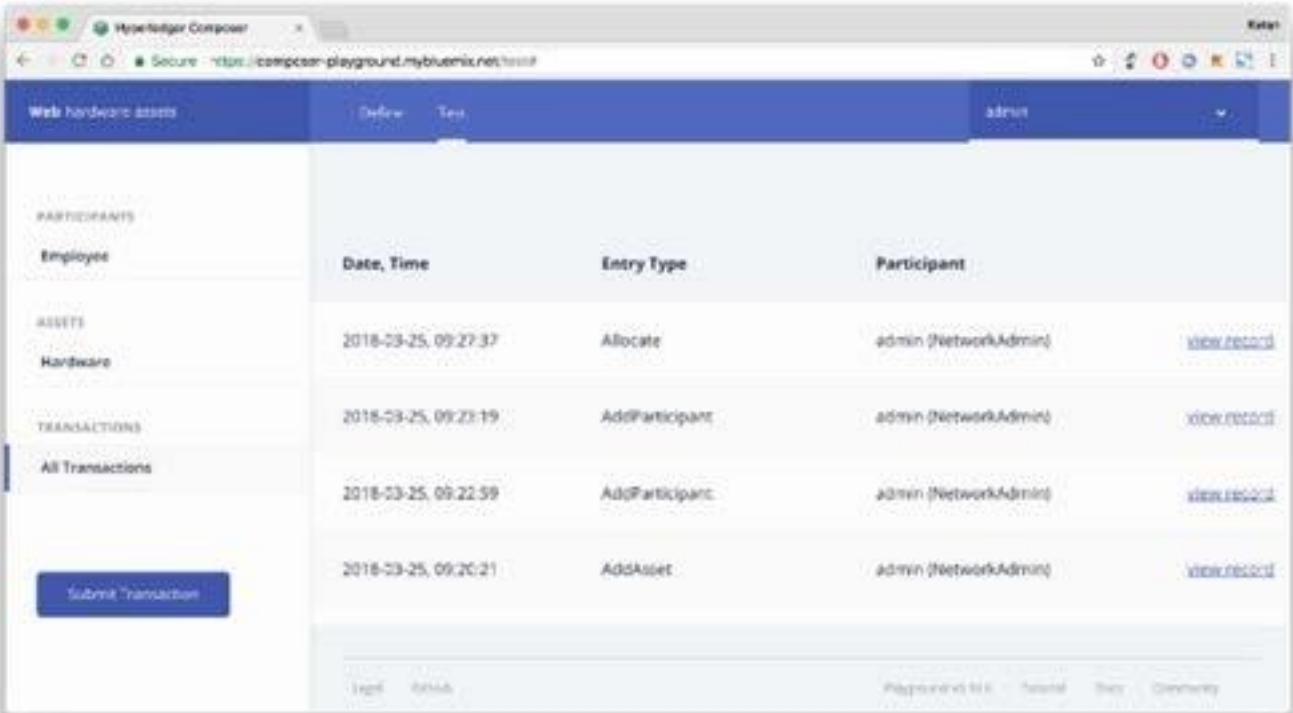 Hyperledger Composer
Ketan
Secure https://composer-playground.mybluemix.net/test#
Web hardware assets
Define Test
admin
PARTICIPANTS
Employee
ASSETS
Hardware
TRANSACTIONS
All Transactions
Submit Transaction
Date, Time Entry Type Participant
2018-03-25, 09:27:37 Allocate admin (NetworkAdmin) view record
2018-03-25, 09:23:19 AddParticipant admin (NetworkAdmin) view record
2018-03-25, 09:22:59 AddParticipant admin (NetworkAdmin) view record
2018-03-25, 09:20:21 AddAsset admin (NetworkAdmin) view record
Legal GitHub Playground Tutorial Docs Community